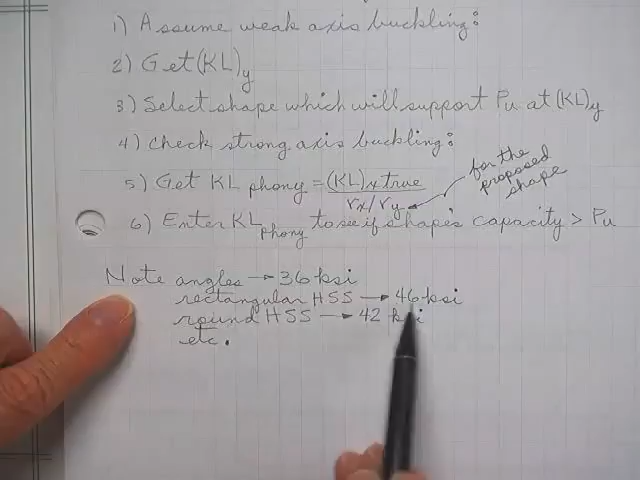 1) Assume weak axis buckling:
2) Get (KL)y
3) Select shape which will support Pu at (KL)y
4) Check strong axis buckling:
for the proposed shape
5) Get KL phony = (KL)x true / rx/ry
6) Enter KL phony to see if shape's capacity > Pu
Note angles → 36 ksi
rectangular HSS → 46 ksi
round HSS → 42 ksi
etc.